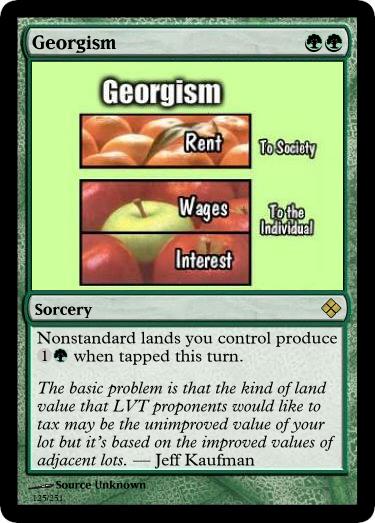 Georgism
Georgism
Rent
To Society
Wages
To the
Individual
Interest
Sorcery
Nonstandard lands you control produce
1 when tapped this turn.
The basic problem is that the kind of land
value that LVT proponents would like to
tax may be the unimproved value of your
lot but it's based on the improved values of
adjacent lots. — Jeff Kaufman
Source Unknown
125/251